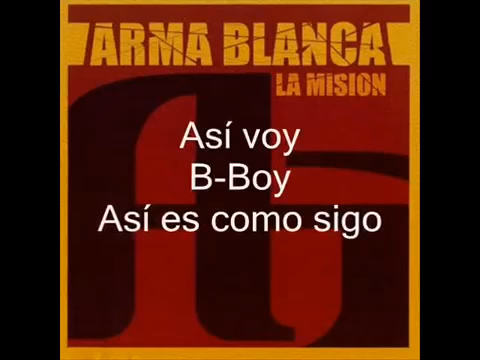 ARMA BLANCA
LA MISION
Así voy
B-Boy
Así es como sigo